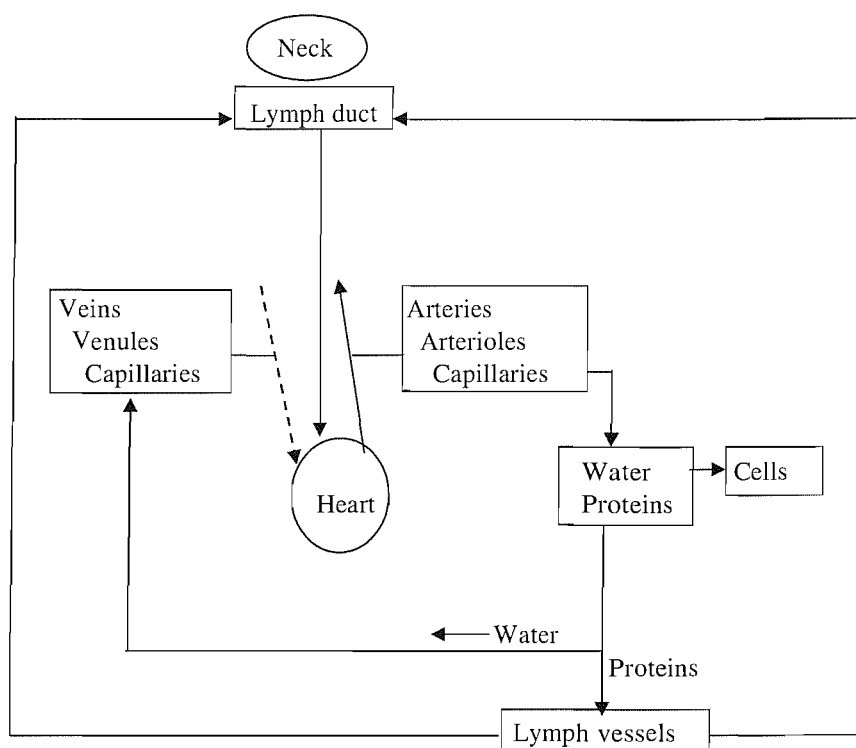 Neck
Lymph duct
Veins
Venules
Capillaries
Arteries
Arterioles
Capillaries
Water
Proteins
Cells
Heart
Water
Proteins
Lymph vessels